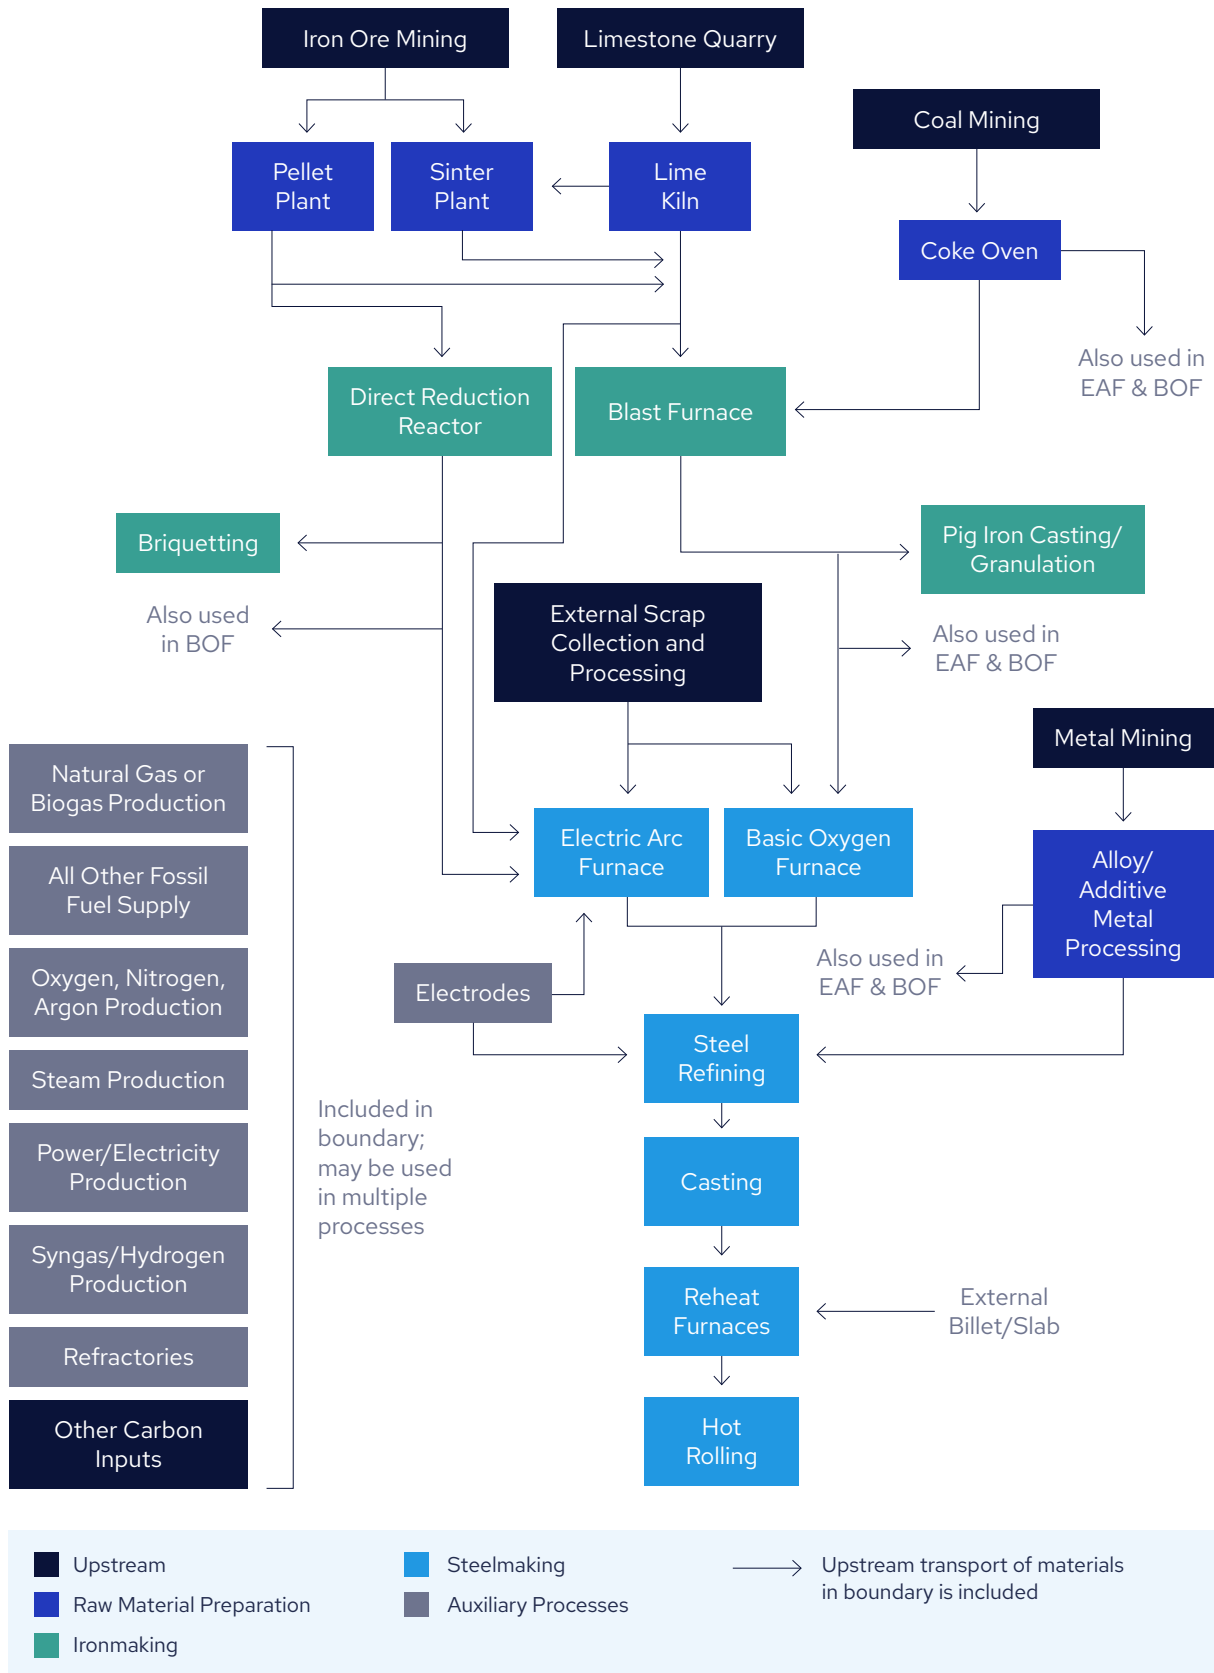 Iron Ore Mining
Limestone Quarry
Coal Mining
Pellet
Plant
Sinter
Plant
Lime
Kiln
Coke Oven
Also used in
EAF & BOF
Direct Reduction
Reactor
Blast Furnace
Briquetting
Pig Iron Casting/
Granulation
Also used
in BOF
External Scrap
Collection and
Processing
Also used in
EAF & BOF
Metal Mining
Natural Gas or
Biogas Production
Electric Arc
Furnace
Basic Oxygen
Furnace
Alloy/
Additive
Metal
Processing
All Other Fossil
Fuel Supply
Oxygen, Nitrogen,
Argon Production
Electrodes
Also used in
EAF & BOF
Steel
Refining
Steam Production
Included in
boundary;
may be used
in multiple
processes
Power/Electricity
Production
Casting
Syngas/Hydrogen
Production
Reheat
Furnaces
External
Billet/Slab
Refractories
Other Carbon
Inputs
Hot
Rolling
Upstream
Raw Material Preparation
Ironmaking
Steelmaking
Auxiliary Processes
Upstream transport of materials
in boundary is included